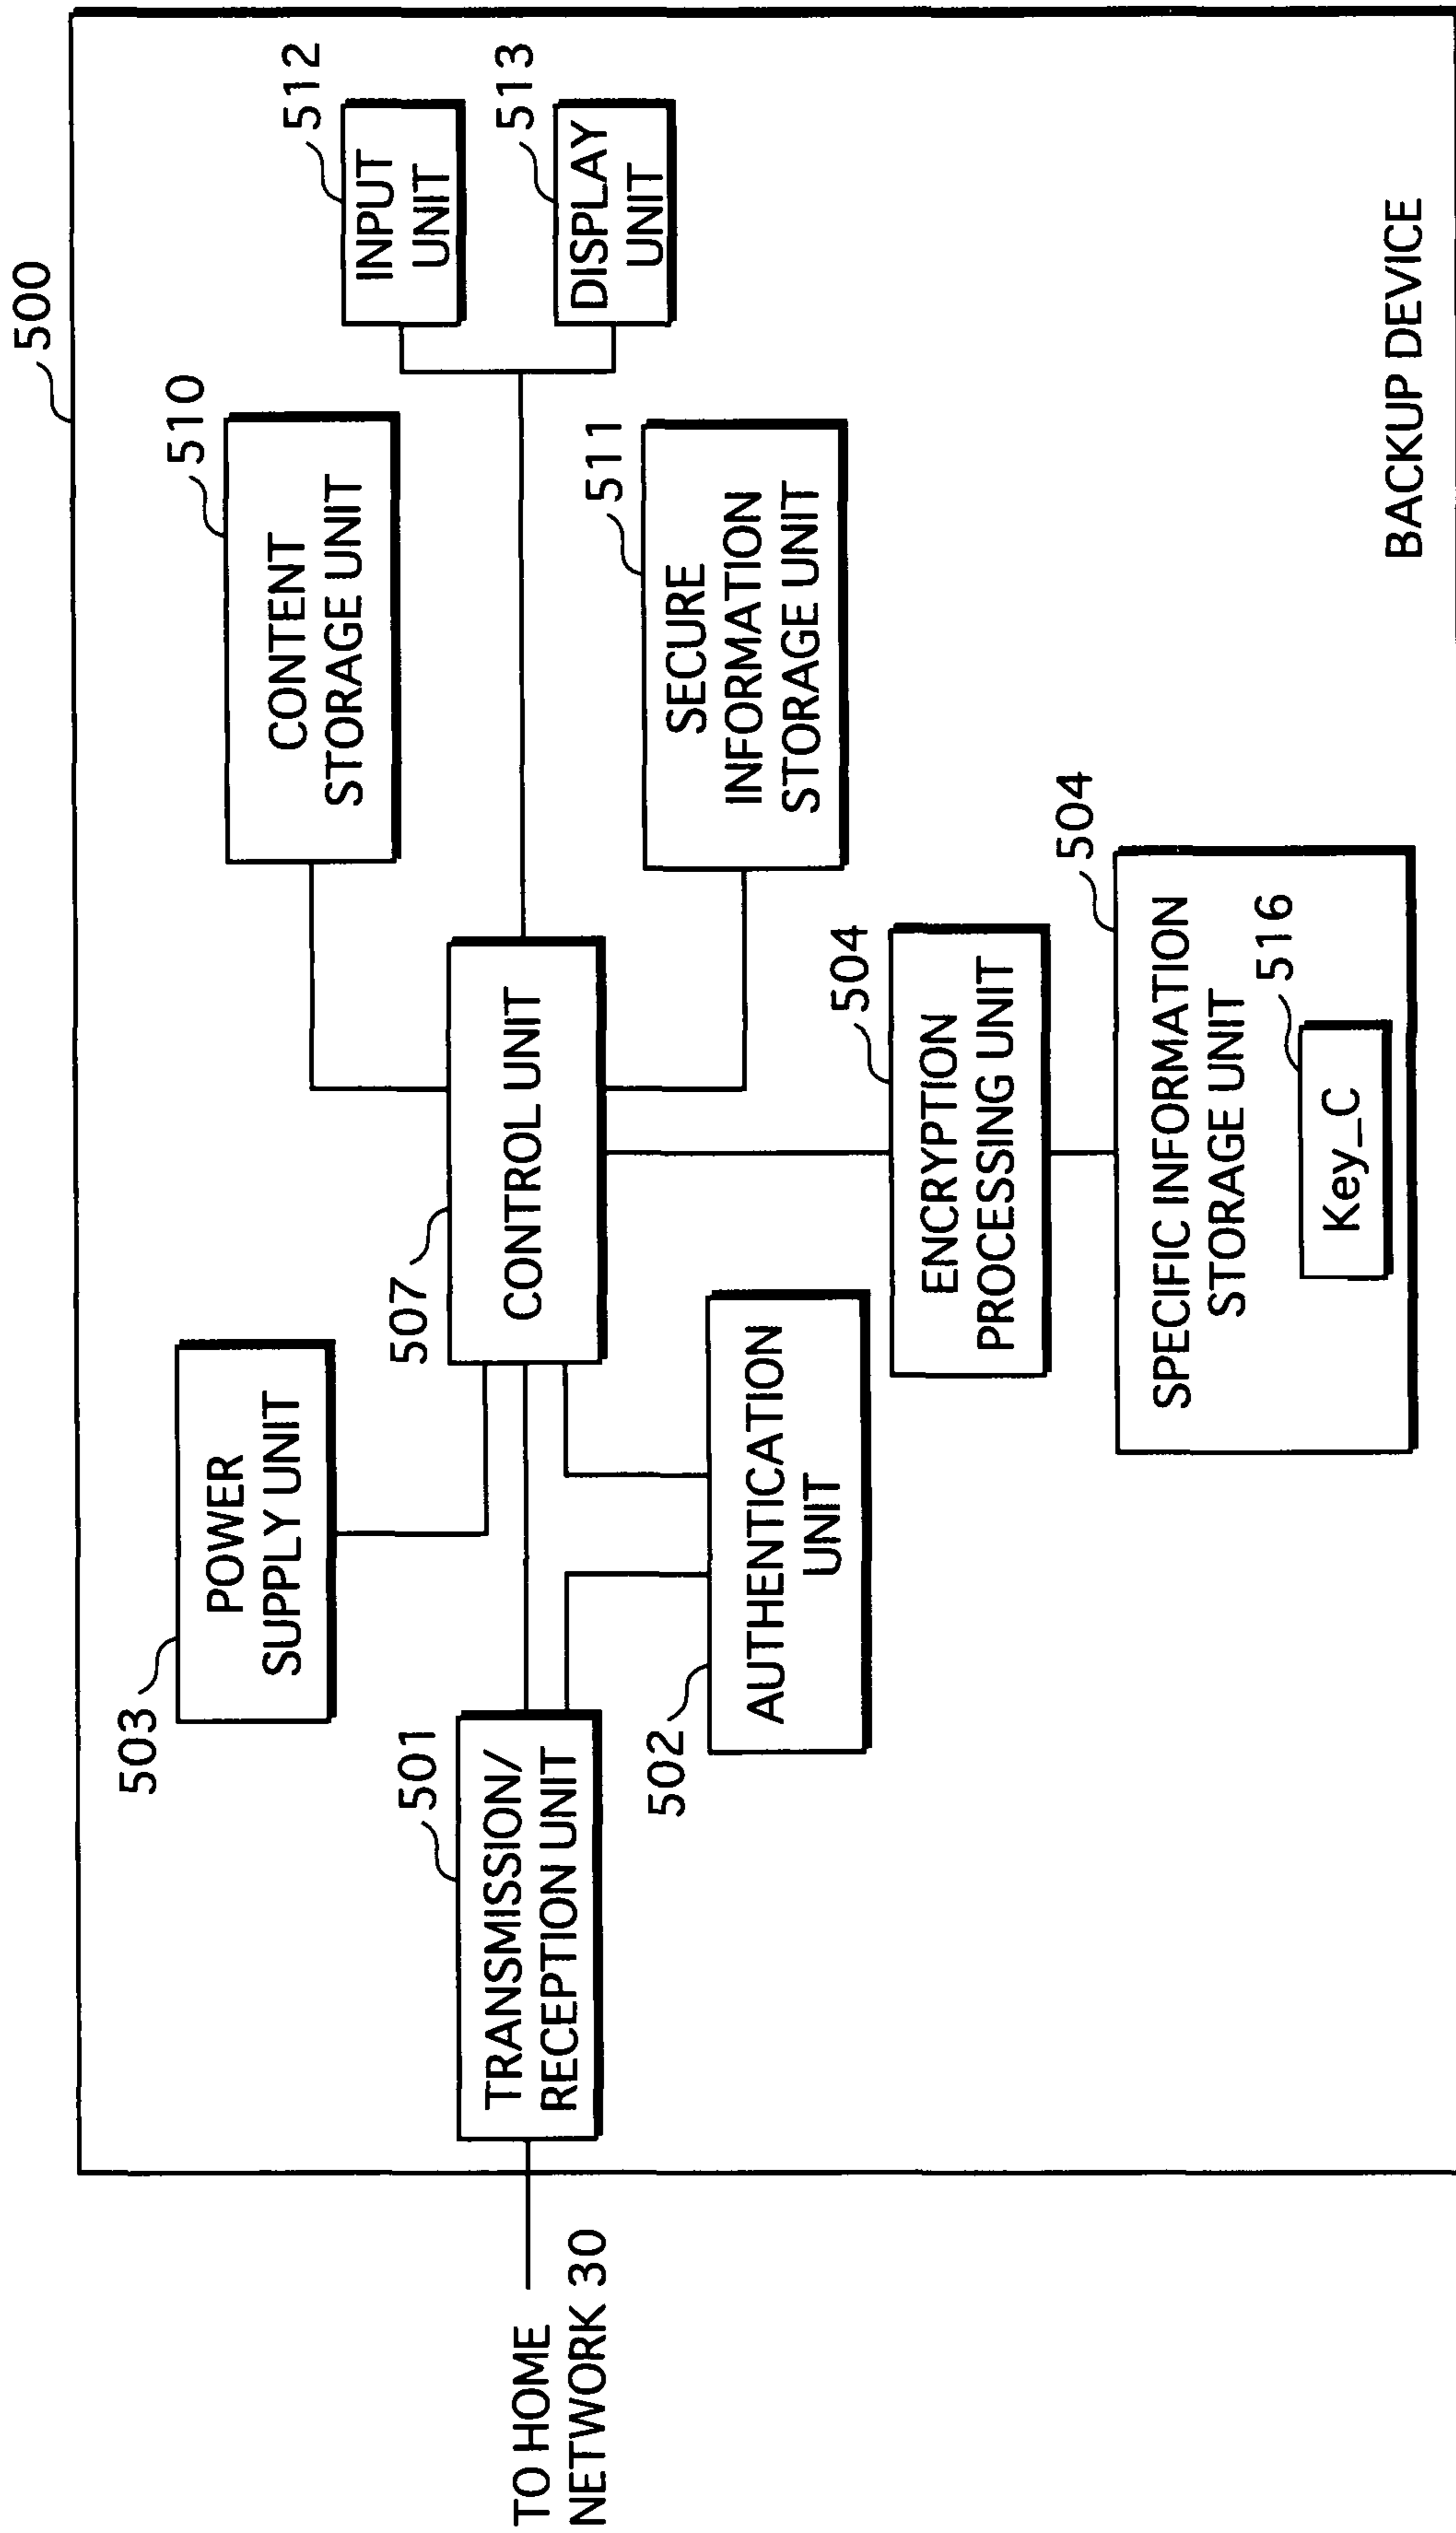 500
503
POWER
SUPPLY UNIT
510
CONTENT
STORAGE UNIT
512
INPUT
UNIT
TO HOME
NETWORK 30
501
TRANSMISSION/
RECEPTION UNIT
507
CONTROL UNIT
513
DISPLAY
UNIT
502
AUTHENTICATION
UNIT
511
SECURE
INFORMATION
STORAGE UNIT
504
ENCRYPTION
PROCESSING UNIT
504
SPECIFIC INFORMATION
STORAGE UNIT
516
Key_C
BACKUP DEVICE